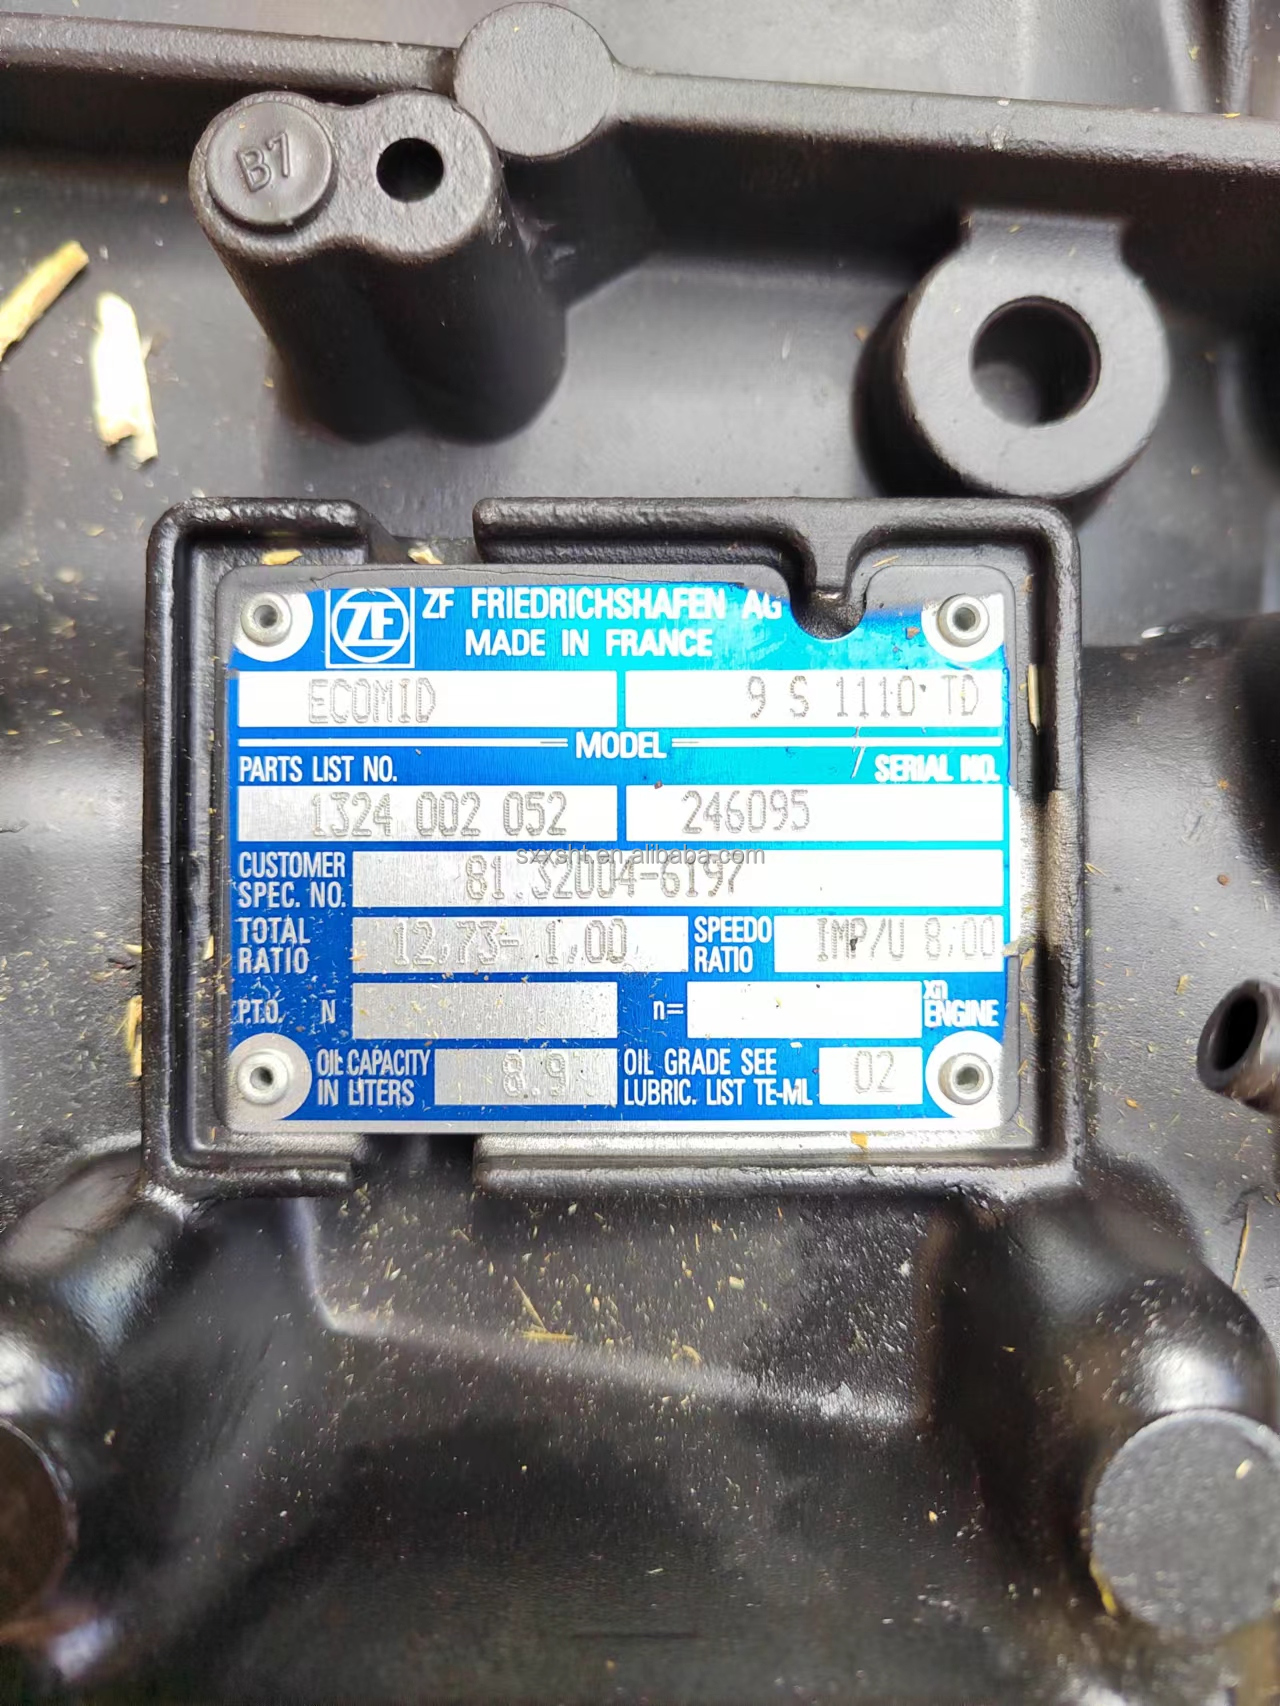 B7
ZF ZF FRIEDRICHSHAFEN AG
MADE IN FRANCE
ECOMID 9 S 1110 TD
MODEL
PARTS LIST NO. SERIAL NO.
1324 002 052 246095
sxxsht.en.alibaba.com
CUSTOMER SPEC. NO. 81.32004-6197
TOTAL RATIO 12,73- 1,00 SPEEDO RATIO IMP/U 8,00
P.T.O. N n= xn ENGINE
OIL CAPACITY IN LITERS 8.9 OIL GRADE SEE LUBRIC. LIST TE-ML 02